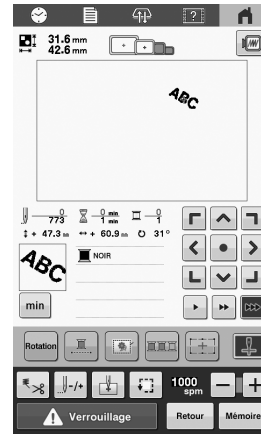 31.6 mm
42.6 mm
ABC
0 0 min 0
773 1 min 1
+ 47.3 mm + 60.9 mm 31°
ABC
NOIR
min
Rotation
-/+
1000 spm
- +
Verrouillage Retour Mémoire